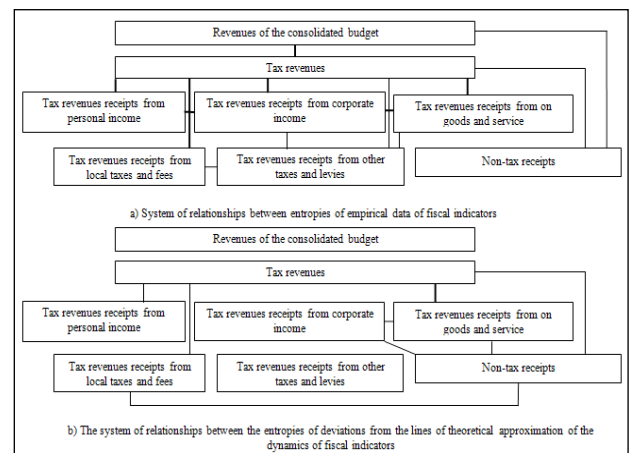 Revenues of the consolidated budget
Tax revenues
Tax revenues receipts from
personal income
Tax revenues receipts from corporate
income
Tax revenues receipts from on
goods and service
Tax revenues receipts from
local taxes and fees
Tax revenues receipts from other
taxes and levies
Non-tax receipts
a) System of relationships between entropies of empirical data of fiscal indicators
Revenues of the consolidated budget
Tax revenues
Tax revenues receipts from
personal income
Tax revenues receipts from corporate
income
Tax revenues receipts from on
goods and service
Tax revenues receipts from
local taxes and fees
Tax revenues receipts from other
taxes and levies
Non-tax receipts
b) The system of relationships between the entropies of deviations from the lines of theoretical approximation of the
dynamics of fiscal indicators